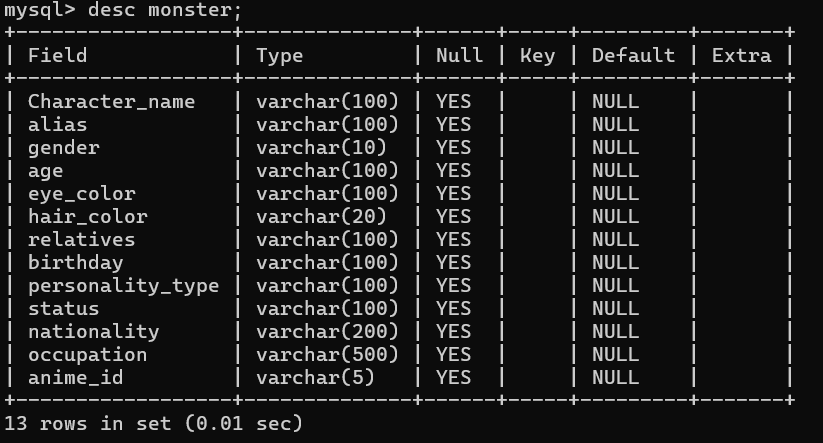 mysql> desc monster;
+------------------+--------------+------+-----+---------+-------+
| Field            | Type         | Null | Key | Default | Extra |
+------------------+--------------+------+-----+---------+-------+
| Character_name   | varchar(100) | YES  |     | NULL    |       |
| alias            | varchar(100) | YES  |     | NULL    |       |
| gender           | varchar(10)  | YES  |     | NULL    |       |
| age              | varchar(100) | YES  |     | NULL    |       |
| eye_color        | varchar(100) | YES  |     | NULL    |       |
| hair_color       | varchar(20)  | YES  |     | NULL    |       |
| relatives        | varchar(100) | YES  |     | NULL    |       |
| birthday         | varchar(100) | YES  |     | NULL    |       |
| personality_type | varchar(100) | YES  |     | NULL    |       |
| status           | varchar(100) | YES  |     | NULL    |       |
| nationality      | varchar(200) | YES  |     | NULL    |       |
| occupation       | varchar(500) | YES  |     | NULL    |       |
| anime_id         | varchar(5)   | YES  |     | NULL    |       |
+------------------+--------------+------+-----+---------+-------+
13 rows in set (0.01 sec)